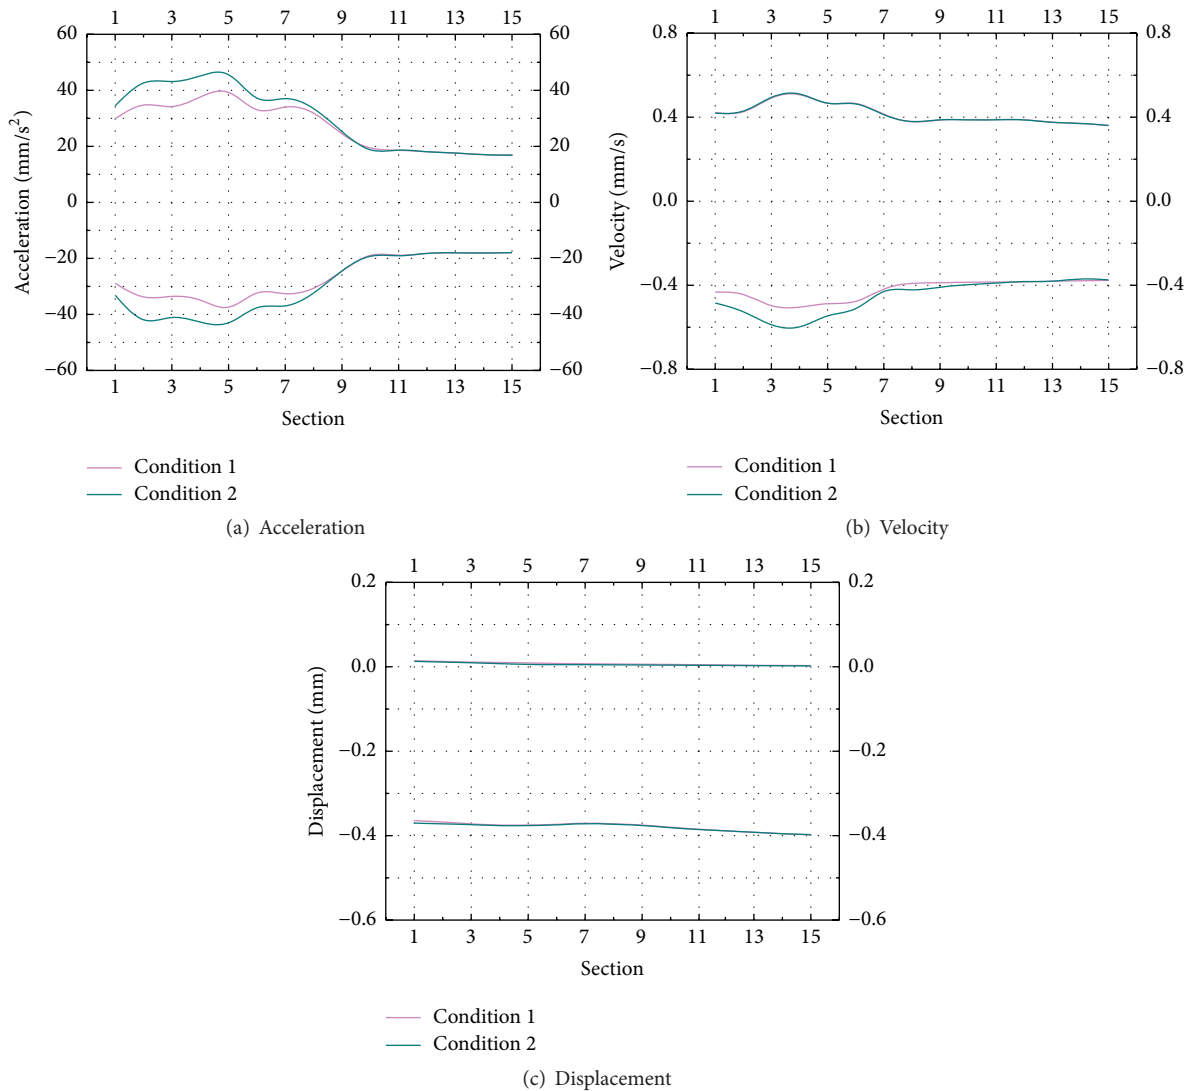 1 3 5 7 9 11 13 15
60 60
40 40
20 20
0 0
−20 −20
−40 −40
−60 −60
Acceleration (mm/s²)
1 3 5 7 9 11 13 15
Section
Condition 1
Condition 2
(a) Acceleration
1 3 5 7 9 11 13 15
0.8 0.8
0.4 0.4
0.0 0.0
−0.4 −0.4
−0.8 −0.8
Velocity (mm/s)
1 3 5 7 9 11 13 15
Section
Condition 1
Condition 2
(b) Velocity
1 3 5 7 9 11 13 15
0.2 0.2
0.0 0.0
−0.2 −0.2
−0.4 −0.4
−0.6 −0.6
Displacement (mm)
1 3 5 7 9 11 13 15
Section
Condition 1
Condition 2
(c) Displacement